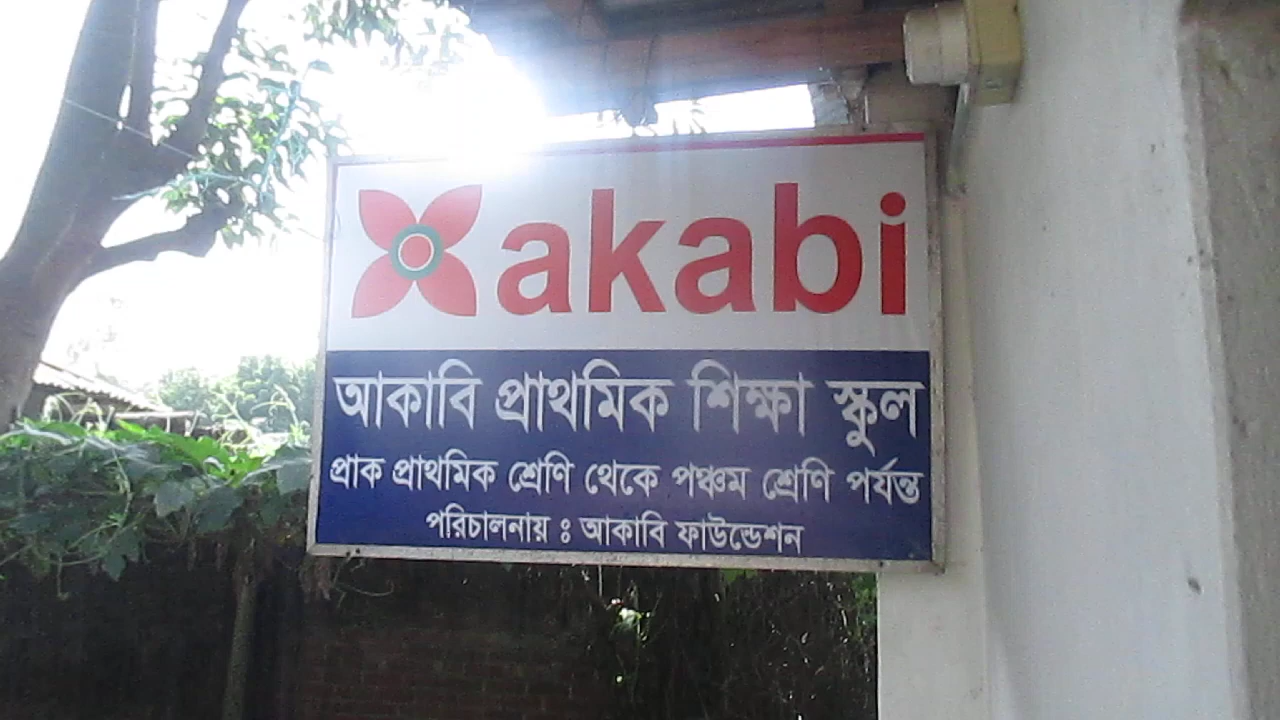 akabi
আকাবি প্রাথমিক শিক্ষা স্কুল
প্রাক প্রাথমিক শ্রেণি থেকে পঞ্চম শ্রেণি পর্যন্ত
পরিচালনায় ঃ আকাবি ফাউন্ডেশন